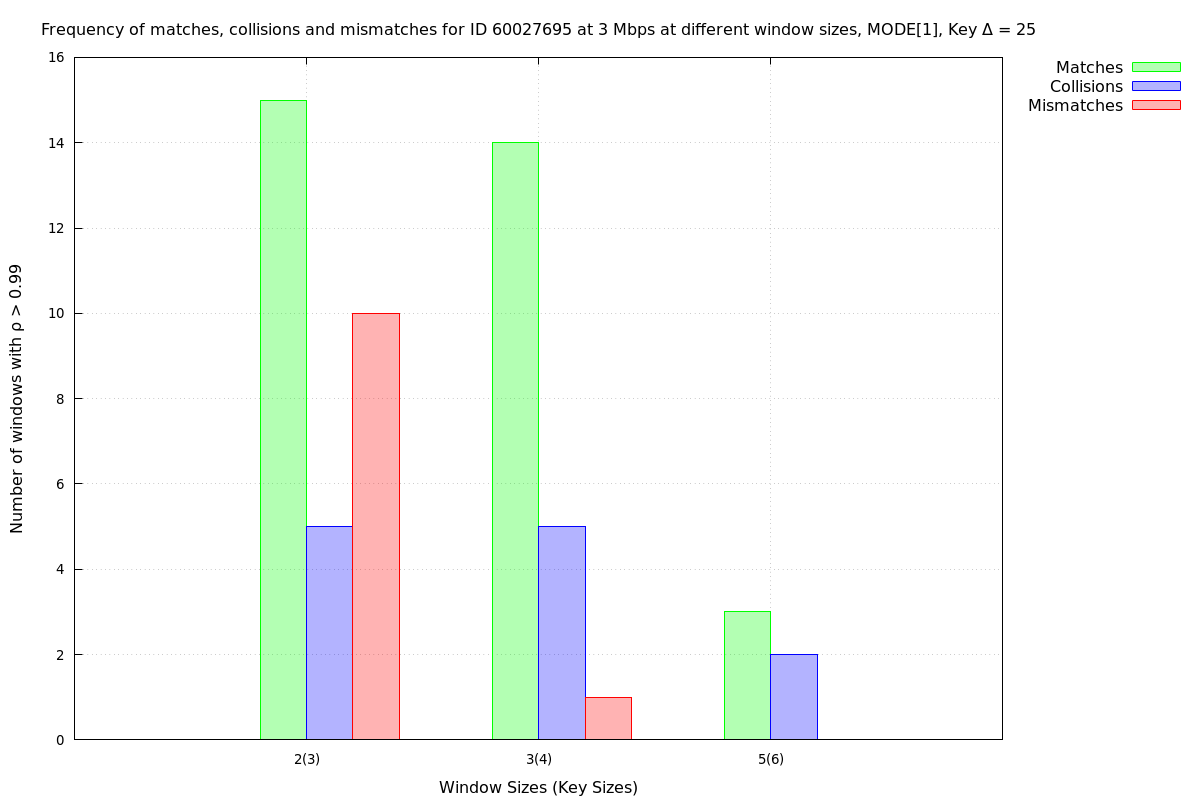 Frequency of matches, collisions and mismatches for ID 60027695 at 3 Mbps at different window sizes, MODE[1], Key Δ = 25
Matches
Collisions
Mismatches
Number of windows with ρ > 0.99
16
14
12
10
8
6
4
2
0
2(3)
3(4)
5(6)
Window Sizes (Key Sizes)